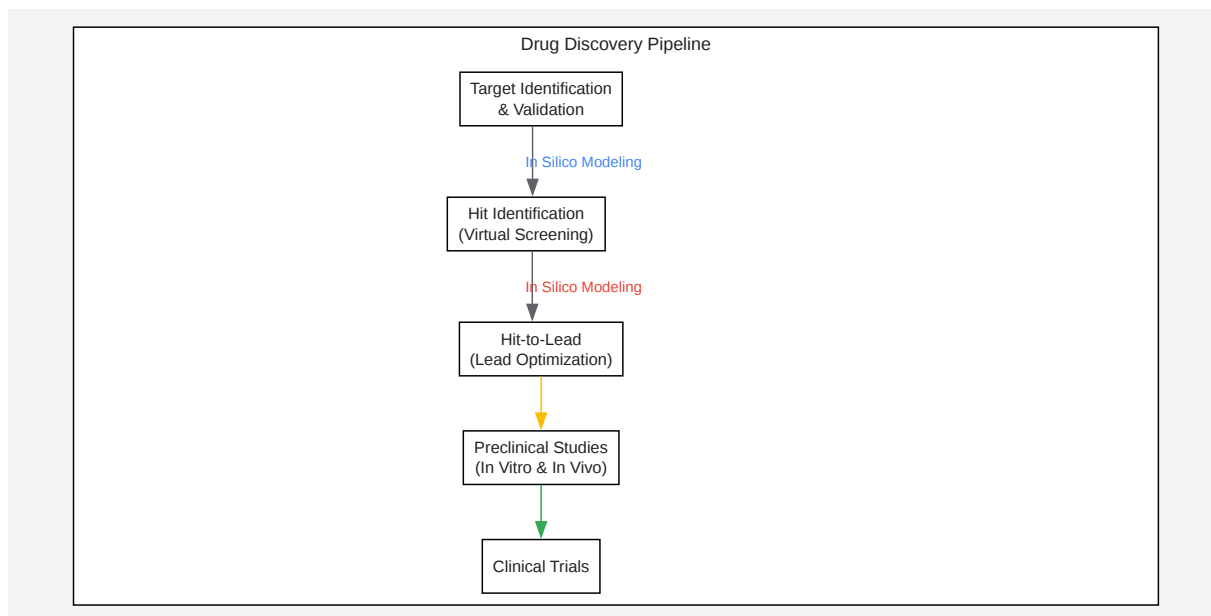 Drug Discovery Pipeline
Target Identification
& Validation
In Silico Modeling
Hit Identification
(Virtual Screening)
In Silico Modeling
Hit-to-Lead
(Lead Optimization)
Preclinical Studies
(In Vitro & In Vivo)
Clinical Trials